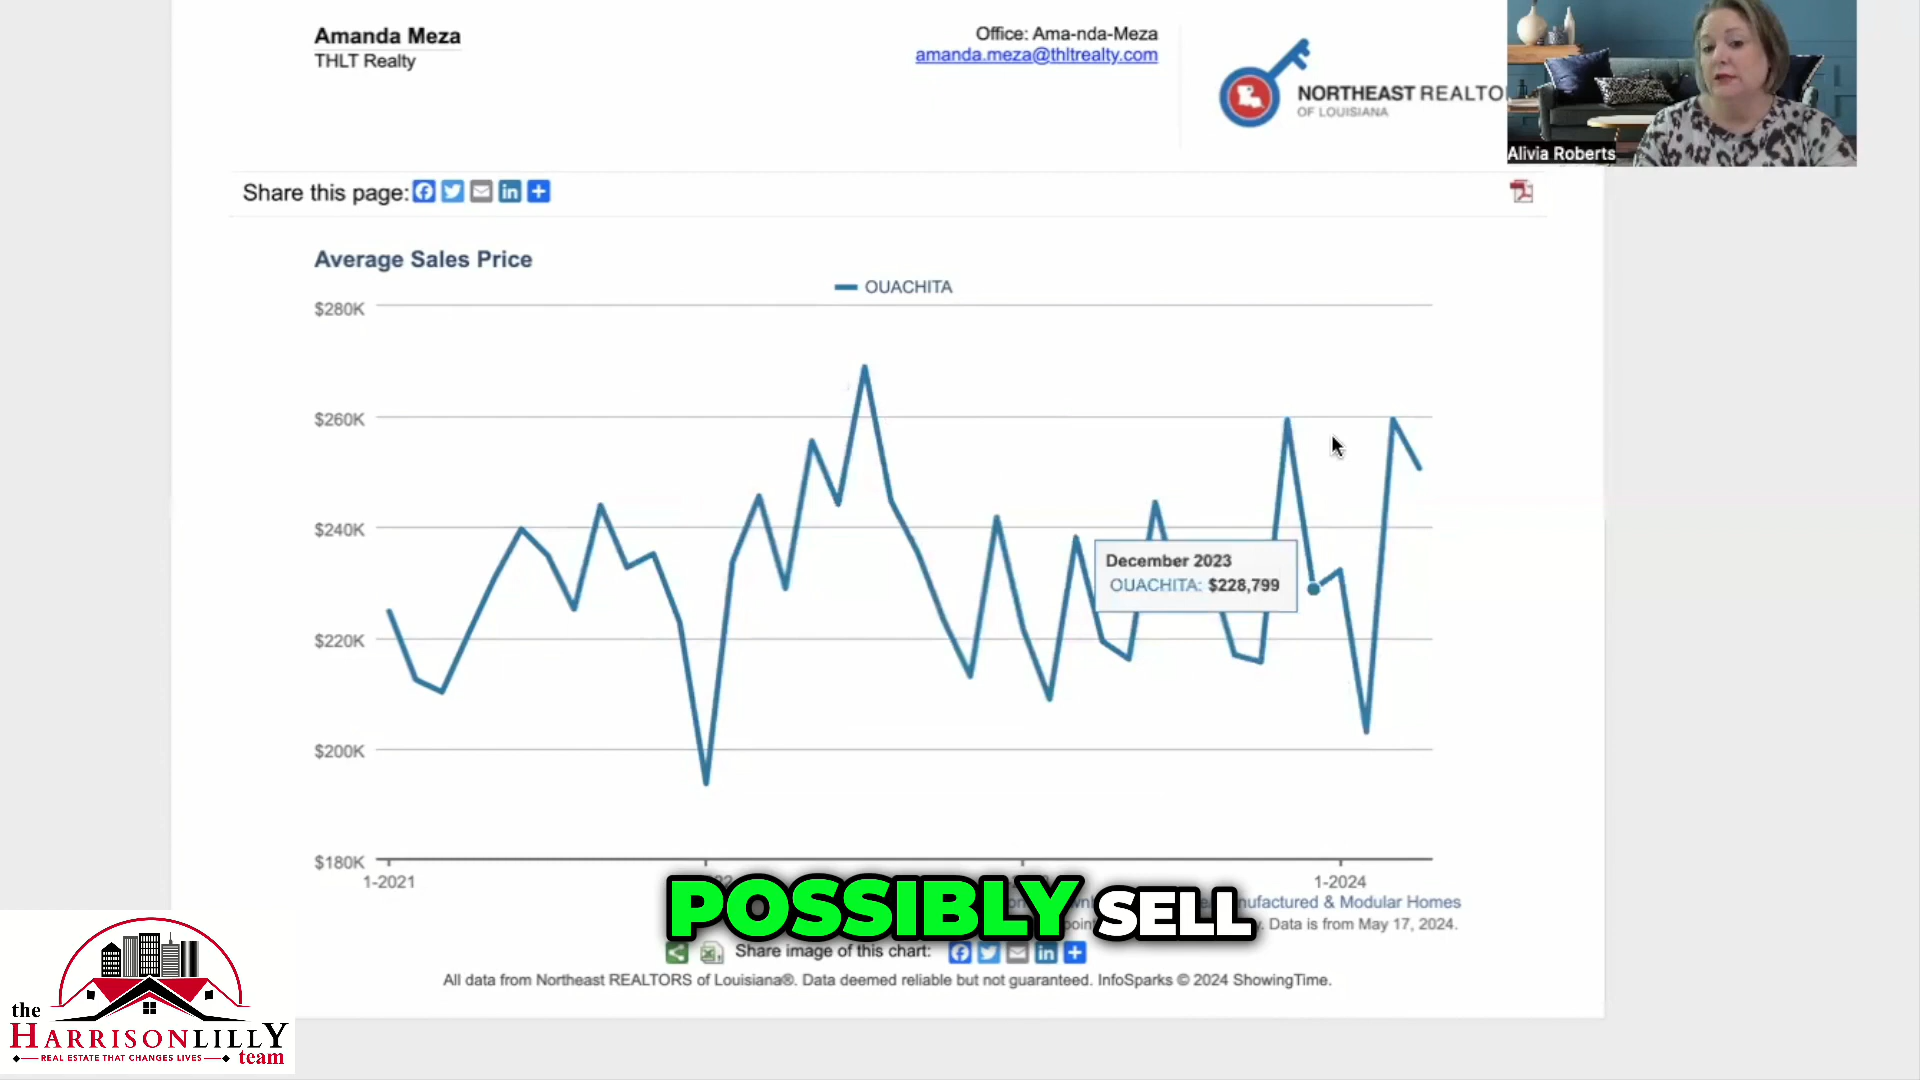 Amanda Meza
THLT Realty
Office: Ama-nda-Meza
amanda.meza@thltrealty.com
NORTHEAST REALTO
OF LOUISIANA
Alivia Roberts
Share this page:
Average Sales Price
OUACHITA
$280K
$260K
$240K
$220K
$200K
$180K
December 2023
OUACHITA: $228,799
1-2021
1-2024
POSSIBLY SELL
nufactured & Modular Homes
Data is from May 17, 2024.
Share image of this chart:
All data from Northeast REALTORS of Louisiana®. Data deemed reliable but not guaranteed. InfoSparks © 2024 ShowingTime.
the
HARRISONLILLY
REAL ESTATE THAT CHANGES LIVES
team